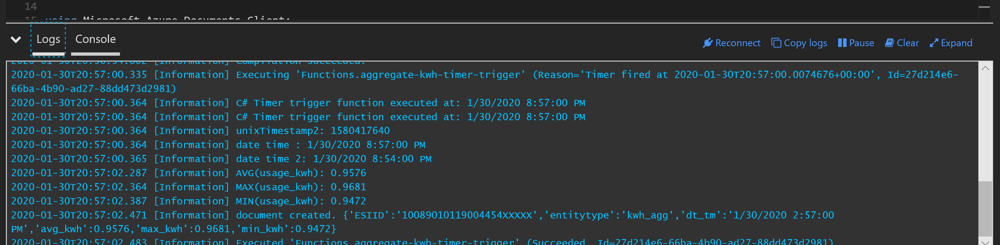 14
15 using Microsoft.Azure.Documents.Client;
Logs Console Reconnect Copy logs Pause Clear Expand
2020-01-30T20:56:54.802 [Information] Compilation succeeded.
2020-01-30T20:57:00.335 [Information] Executing 'Functions.aggregate-kwh-timer-trigger' (Reason='Timer fired at 2020-01-30T20:57:00.0074676+00:00', Id=27d214e6-
66ba-4b90-ad27-88dd473d2981)
2020-01-30T20:57:00.364 [Information] C# Timer trigger function executed at: 1/30/2020 8:57:00 PM
2020-01-30T20:57:00.364 [Information] C# Timer trigger function executed at: 1/30/2020 8:57:00 PM
2020-01-30T20:57:00.364 [Information] unixTimestamp2: 1580417640
2020-01-30T20:57:00.364 [Information] date time : 1/30/2020 8:57:00 PM
2020-01-30T20:57:00.365 [Information] date time 2: 1/30/2020 8:54:00 PM
2020-01-30T20:57:02.287 [Information] AVG(usage_kwh): 0.9576
2020-01-30T20:57:02.364 [Information] MAX(usage_kwh): 0.9681
2020-01-30T20:57:02.387 [Information] MIN(usage_kwh): 0.9472
2020-01-30T20:57:02.471 [Information] document created. {'ESIID':'10089010119004454XXXXX','entitytype':'kwh_agg','dt_tm':'1/30/2020 2:57:00
PM','avg_kwh':0.9576,'max_kwh':0.9681,'min_kwh':0.9472}
2020-01-30T20:57:02.483 [Information] Executed 'Functions.aggregate-kwh-timer-trigger' (Succeeded, Id=27d214e6-66ba-4b90-ad27-88dd473d2981)